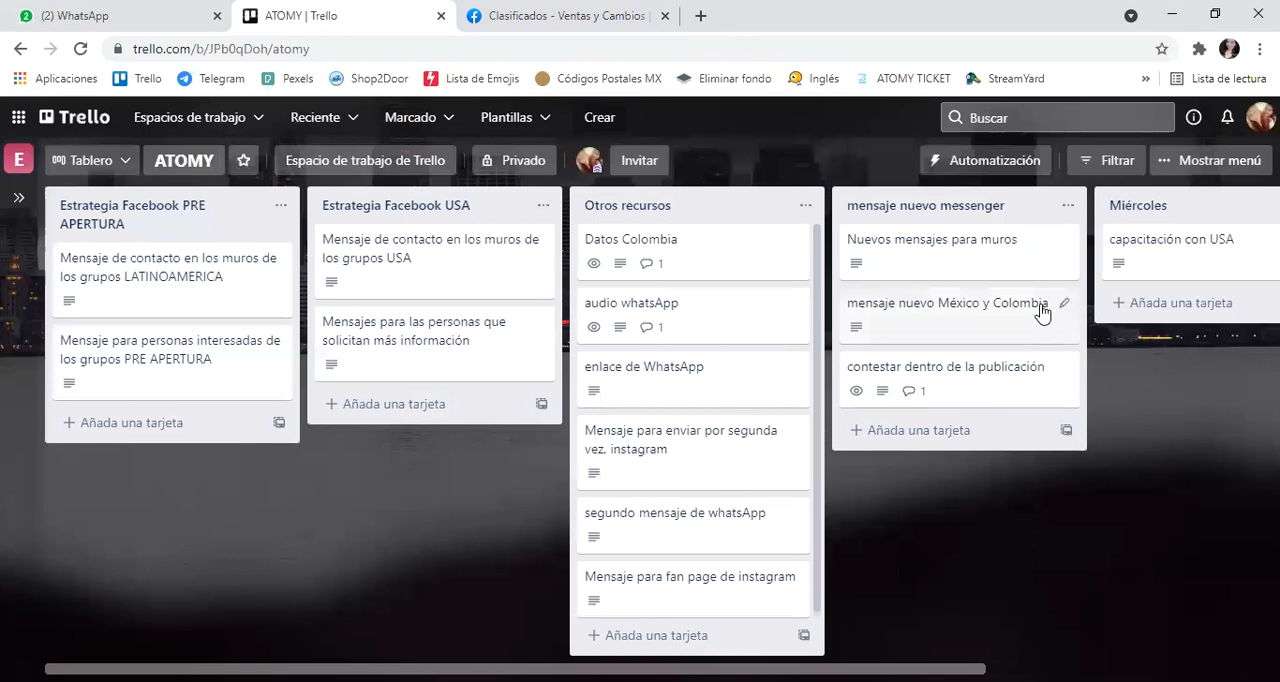 (2) WhatsApp
ATOMY | Trello
Clasificados - Ventas y Cambios
trello.com/b/JPb0qDoh/atomy
Aplicaciones
Trello
Telegram
Pexels
Shop2Door
Lista de Emojis
Códigos Postales MX
Eliminar fondo
Inglés
ATOMY TICKET
StreamYard
»
Lista de lectura
Trello
Espacios de trabajo
Reciente
Marcado
Plantillas
Crear
Buscar
E
Tablero
ATOMY
Espacio de trabajo de Trello
Privado
Invitar
Automatización
Filtrar
Mostrar menú
Estrategia Facebook PRE
APERTURA
Mensaje de contacto en los muros de
los grupos LATINOAMERICA
Mensaje para personas interesadas de
los grupos PRE APERTURA
+ Añada una tarjeta
Estrategia Facebook USA
Mensaje de contacto en los muros de
los grupos USA
Mensajes para las personas que
solicitan más información
+ Añada una tarjeta
Otros recursos
Datos Colombia
1
audio whatsApp
1
enlace de WhatsApp
Mensaje para enviar por segunda
vez, instagram
segundo mensaje de whatsApp
Mensaje para fan page de instagram
+ Añada una tarjeta
mensaje nuevo messenger
Nuevos mensajes para muros
mensaje nuevo México y Colombia
contestar dentro de la publicación
1
+ Añada una tarjeta
Miércoles
capacitación con USA
+ Añada una tarjeta